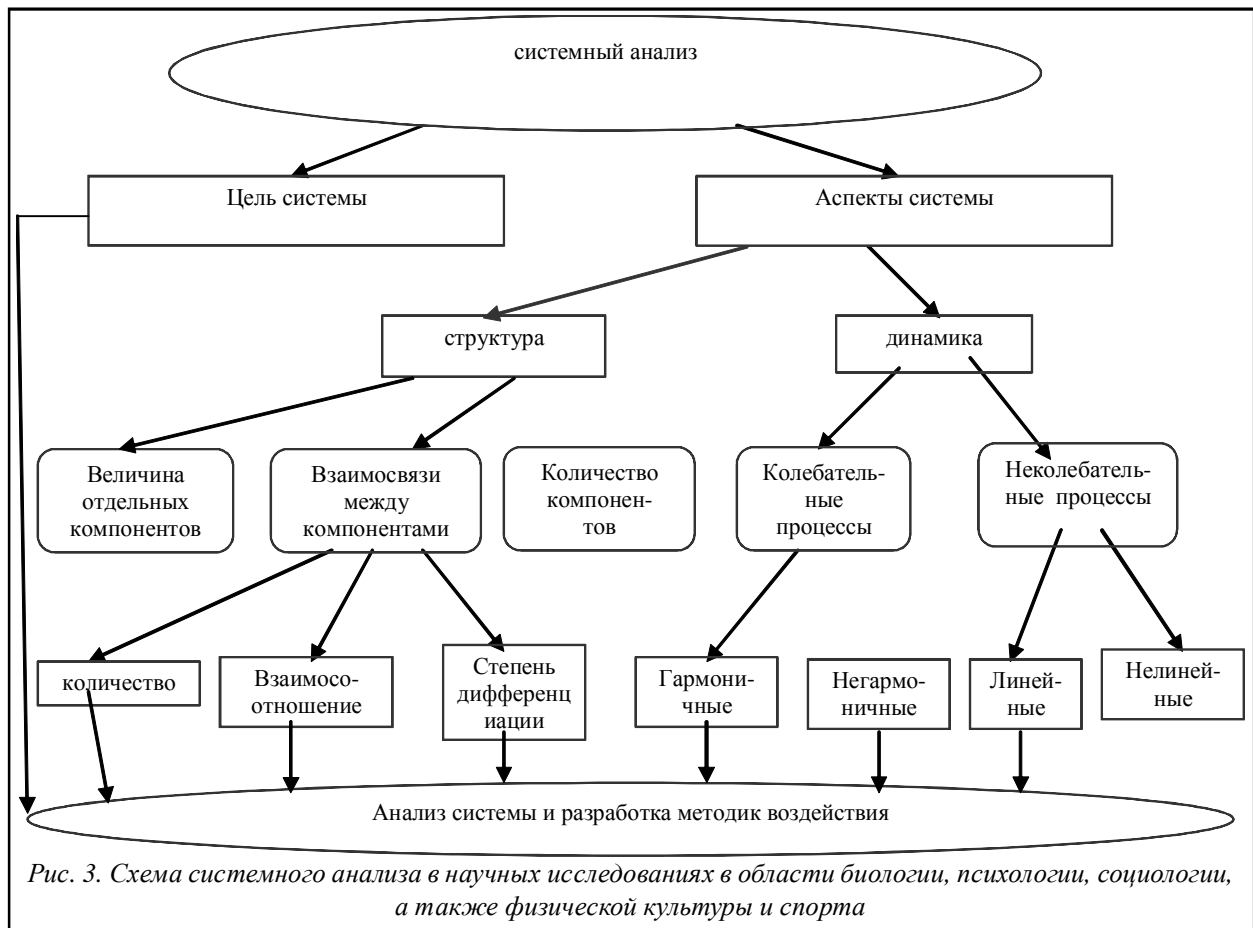 системный анализ
Цель системы
Аспекты системы
структура
динамика
Величина
отдельных
компонентов
Взаимосвязи
между
компонентами
Количество
компонен-
тов
Колебатель-
ные
процессы
Неколебатель-
ные процессы
количество
Взаимосо-
отношение
Степень
дифференц
иации
Гармони-
чные
Негармо-
ничные
Линей-
ные
Нелиней-
ные
Анализ системы и разработка методик воздействия
Рис. 3. Схема системного анализа в научных исследованиях в области биологии, психологии, социологии,
а также физической культуры и спорта